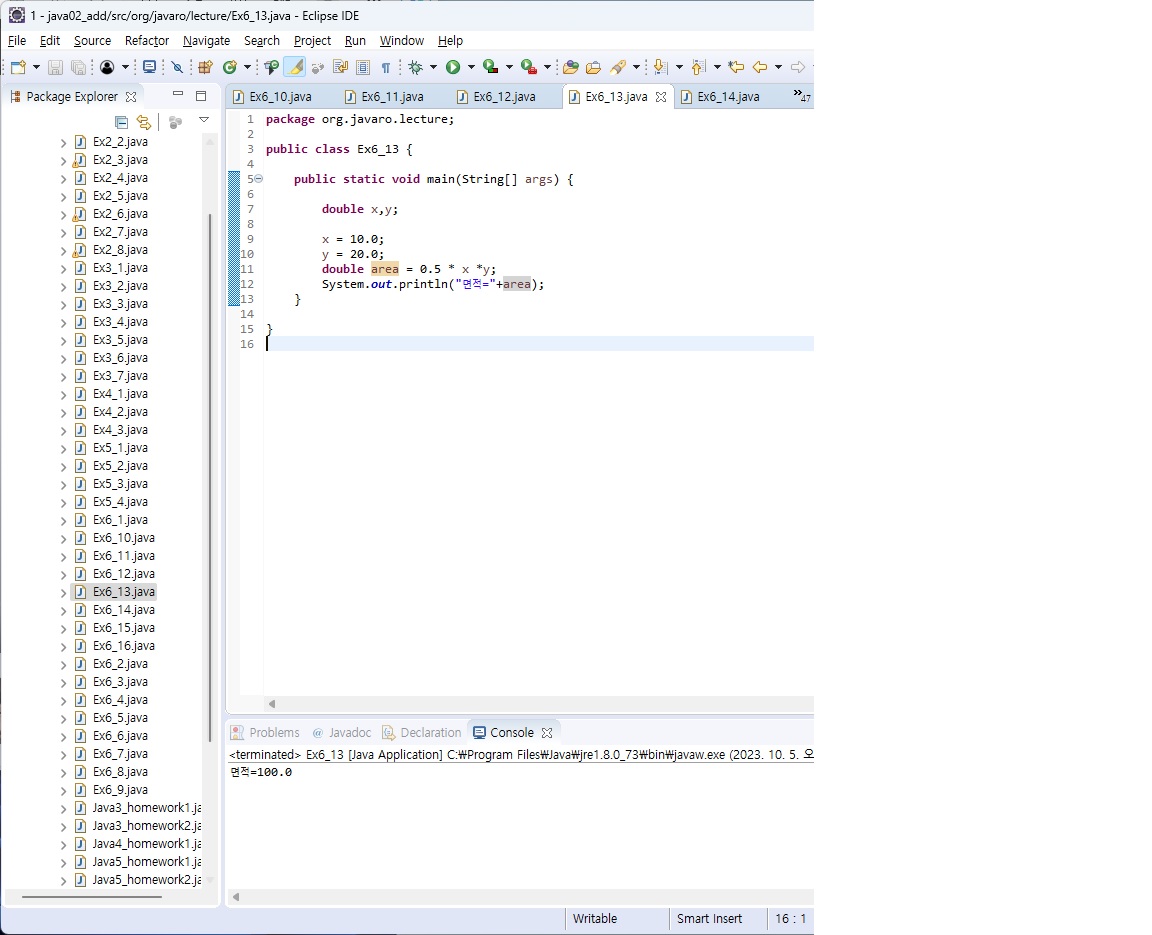 1 - java02_add/src/org/javaro/lecture/Ex6_13.java - Eclipse IDE
File Edit Source Refactor Navigate Search Project Run Window Help
Package Explorer
Ex2_2.java
Ex2_3.java
Ex2_4.java
Ex2_5.java
Ex2_6.java
Ex2_7.java
Ex2_8.java
Ex3_1.java
Ex3_2.java
Ex3_3.java
Ex3_4.java
Ex3_5.java
Ex3_6.java
Ex3_7.java
Ex4_1.java
Ex4_2.java
Ex4_3.java
Ex5_1.java
Ex5_2.java
Ex5_3.java
Ex5_4.java
Ex6_1.java
Ex6_10.java
Ex6_11.java
Ex6_12.java
Ex6_13.java
Ex6_14.java
Ex6_15.java
Ex6_16.java
Ex6_2.java
Ex6_3.java
Ex6_4.java
Ex6_5.java
Ex6_6.java
Ex6_7.java
Ex6_8.java
Ex6_9.java
Java3_homework1.ja
Java3_homework2.ja
Java4_homework1.ja
Java5_homework1.ja
Java5_homework2.ja
Ex6_10.java Ex6_11.java Ex6_12.java Ex6_13.java Ex6_14.java »47
1 package org.javaro.lecture;
2
3 public class Ex6_13 {
4
5 public static void main(String[] args) {
6
7 double x,y;
8
9 x = 10.0;
10 y = 20.0;
11 double area = 0.5 * x *y;
12 System.out.println("면적="+area);
13 }
14
15 }
16
Problems @ Javadoc Declaration Console
<terminated> Ex6_13 [Java Application] C:₩Program Files₩Java₩jre1.8.0_73₩bin₩javaw.exe (2023. 10. 5. 오
면적=100.0
Writable Smart Insert 16 : 1